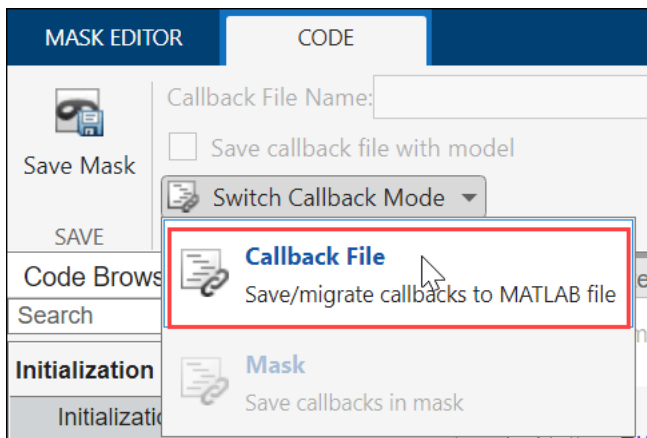 MASK EDITOR
CODE
Callback File Name:
Save callback file with model
Save Mask
Switch Callback Mode
SAVE
Callback File
Save/migrate callbacks to MATLAB file
Code Brows
Search
Mask
Save callbacks in mask
Initialization
Initializatio